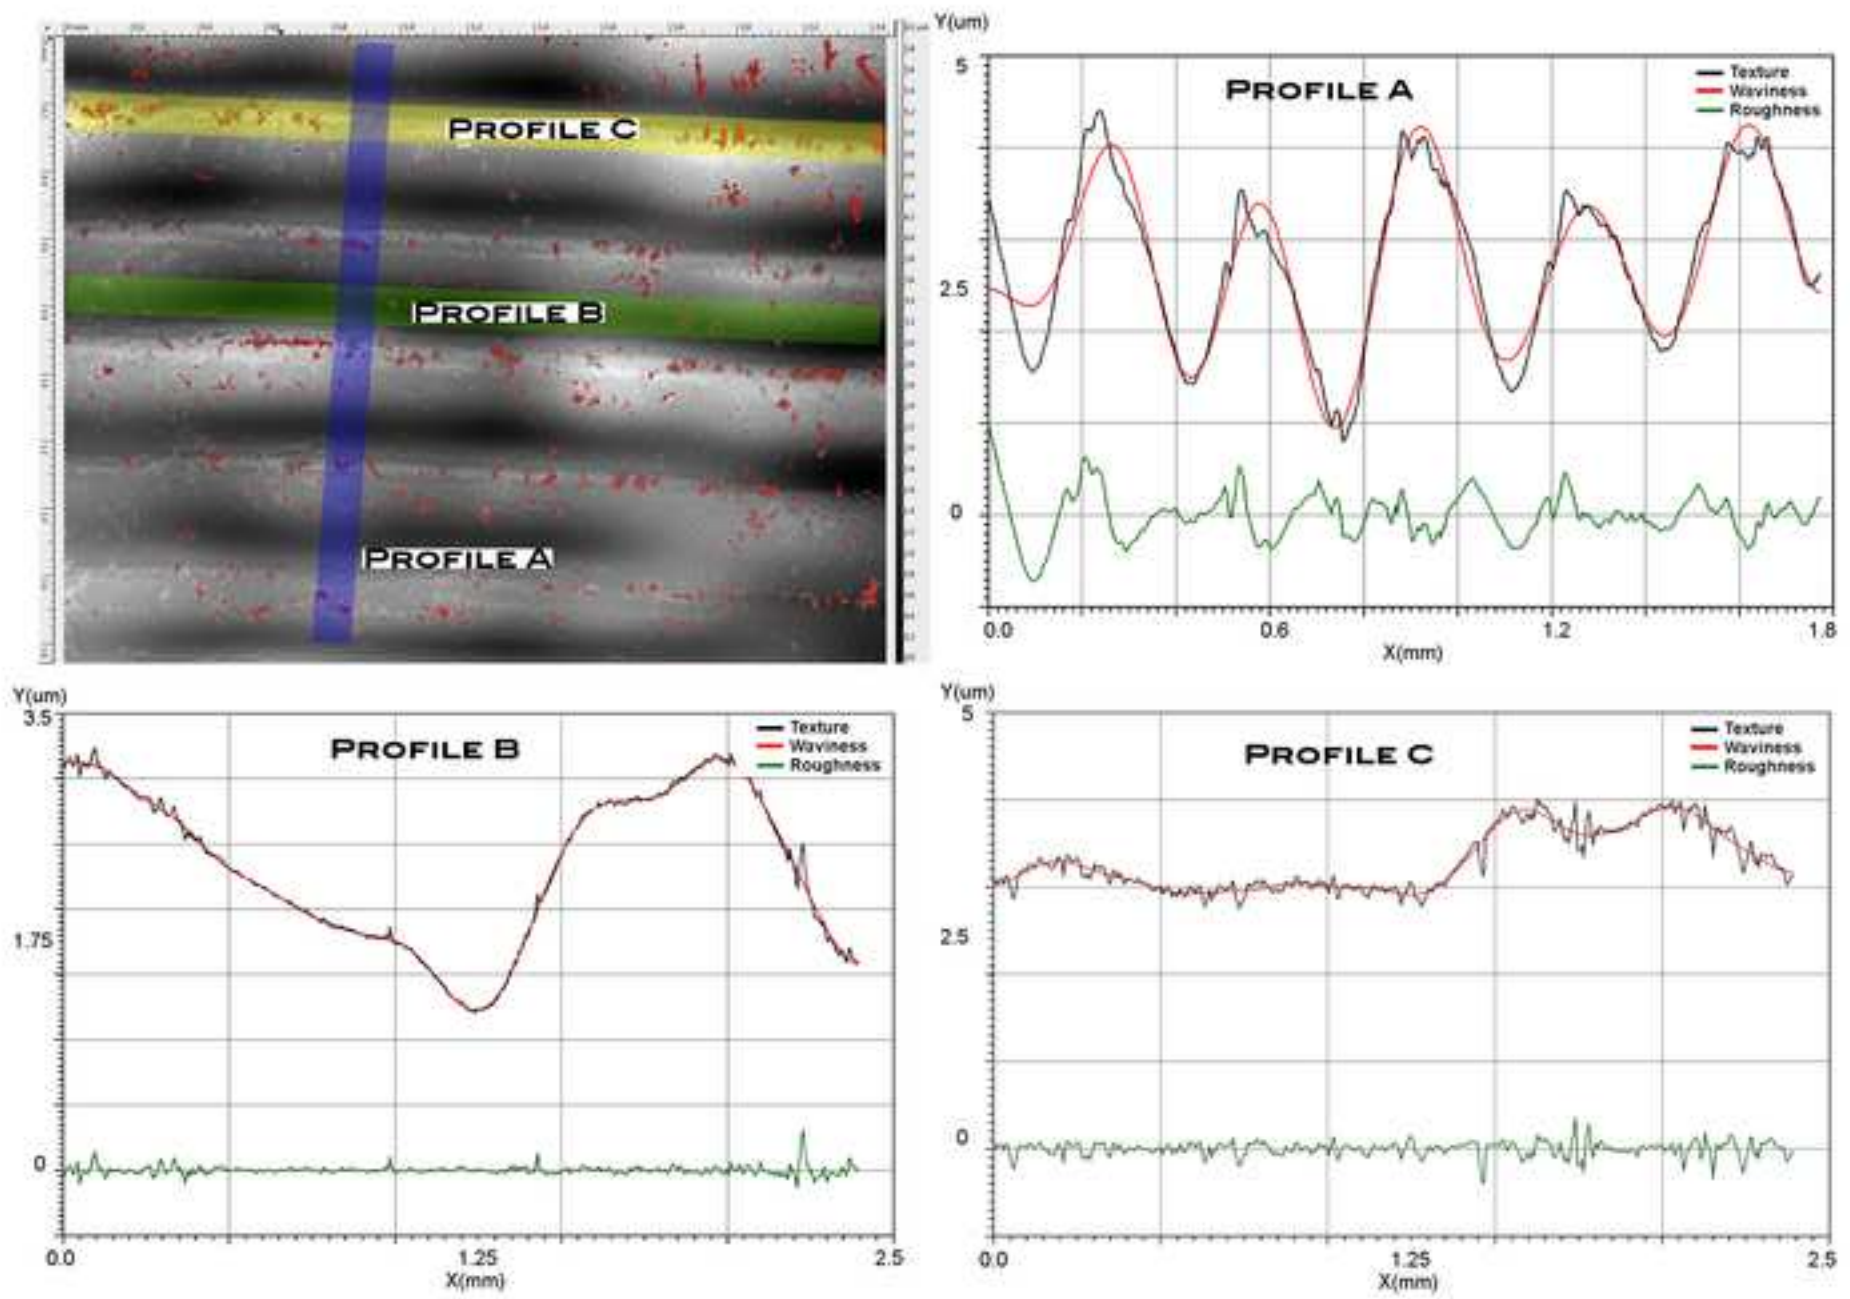 PROFILE C
PROFILE B
PROFILE A
Y(um)
5
2.5
0
PROFILE A
Texture
Waviness
Roughness
0.0
0.6
1.2
1.8
X(mm)
Y(um)
3.5
1.75
0
PROFILE B
Texture
Waviness
Roughness
0.0
1.25
2.5
X(mm)
Y(um)
5
2.5
0
PROFILE C
Texture
Waviness
Roughness
0.0
1.25
2.5
X(mm)